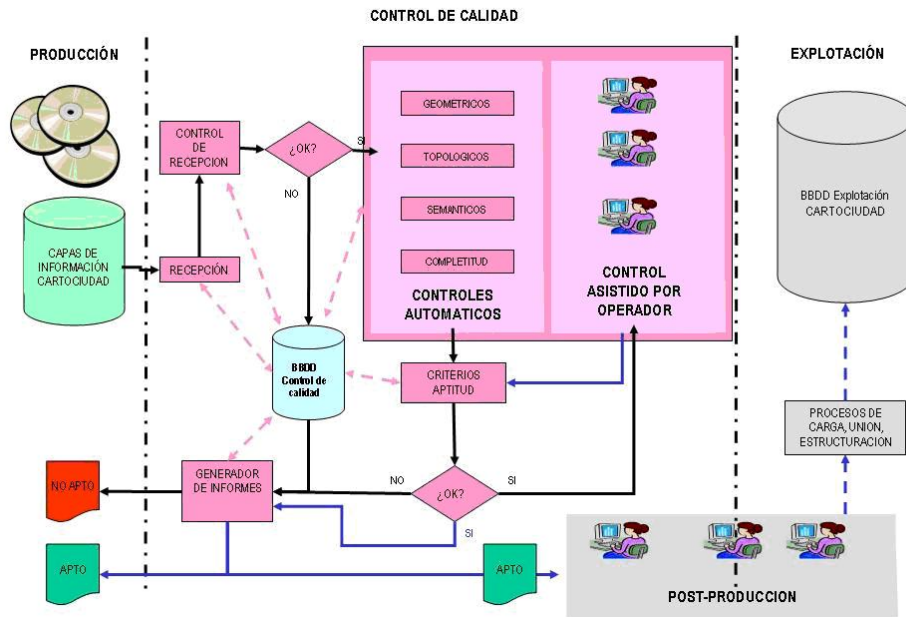 CONTROL DE CALIDAD
PRODUCCIÓN
EXPLOTACIÓN
CONTROL
DE
RECEPCION
¿OK?
SI
NO
GEOMETRICOS
TOPOLOGICOS
SEMANTICOS
COMPLETITUD
CONTROLES
AUTOMATICOS
CONTROL
ASISTIDO POR
OPERADOR
BBDD Explotación
CARTOCIUDAD
CAPAS DE
INFORMACIÓN
CARTOCIUDAD
RECEPCIÓN
BBDD
Control de
calidad
CRITERIOS
APTITUD
PROCESOS DE
CARGA, UNION,
ESTRUCTURACION
NO APTO
GENERADOR
DE INFORMES
NO
¿OK?
SI
SI
APTO
APTO
POST-PRODUCCION